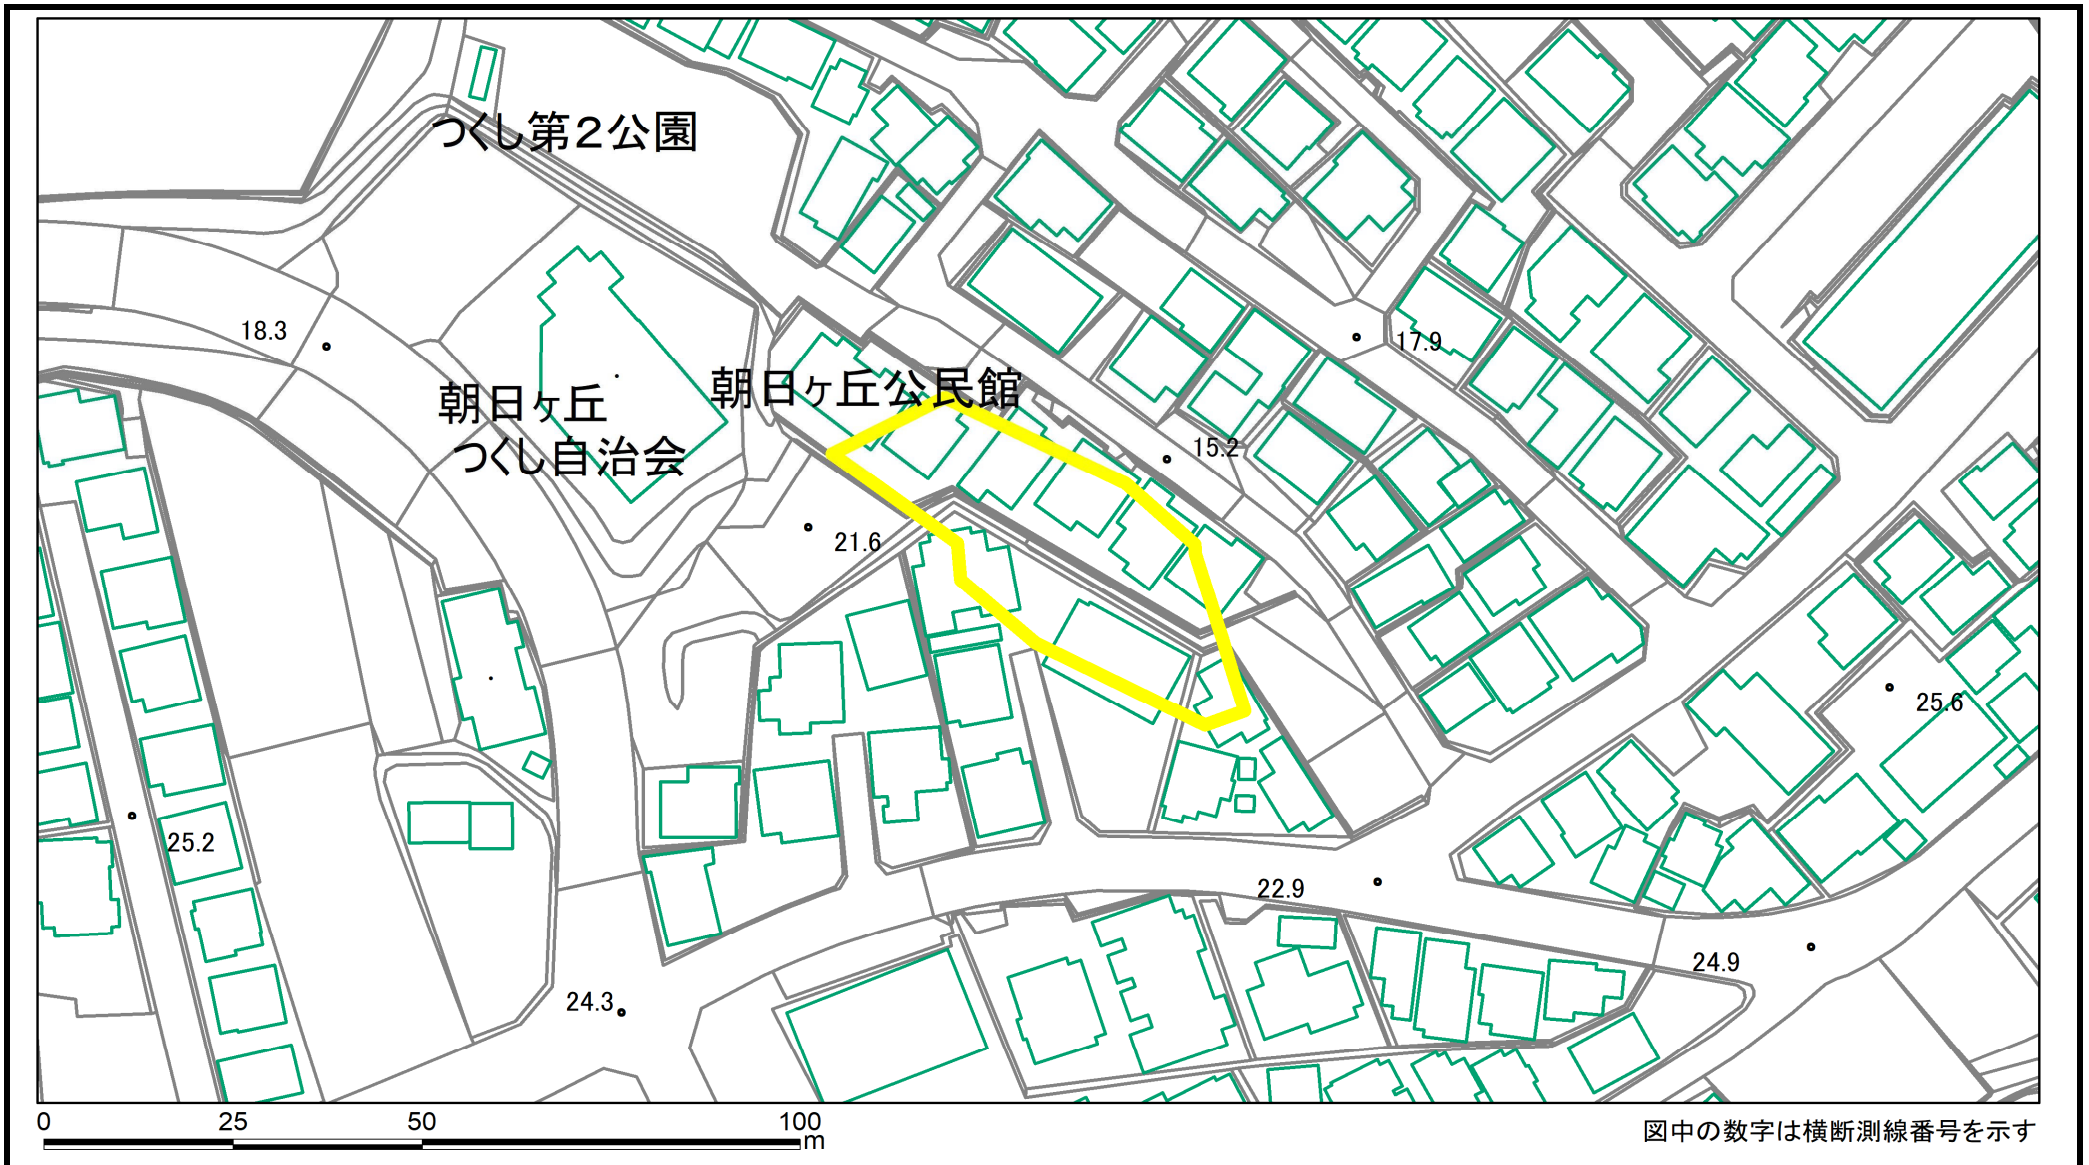 つくし第２公園
18.3
17.9
朝日ヶ丘公民館
朝日ヶ丘
つくし自治会
15.2
21.6
25.6
25.2
22.9
24.9
24.3
0 25 50 100
m
図中の数字は横断測線番号を示す